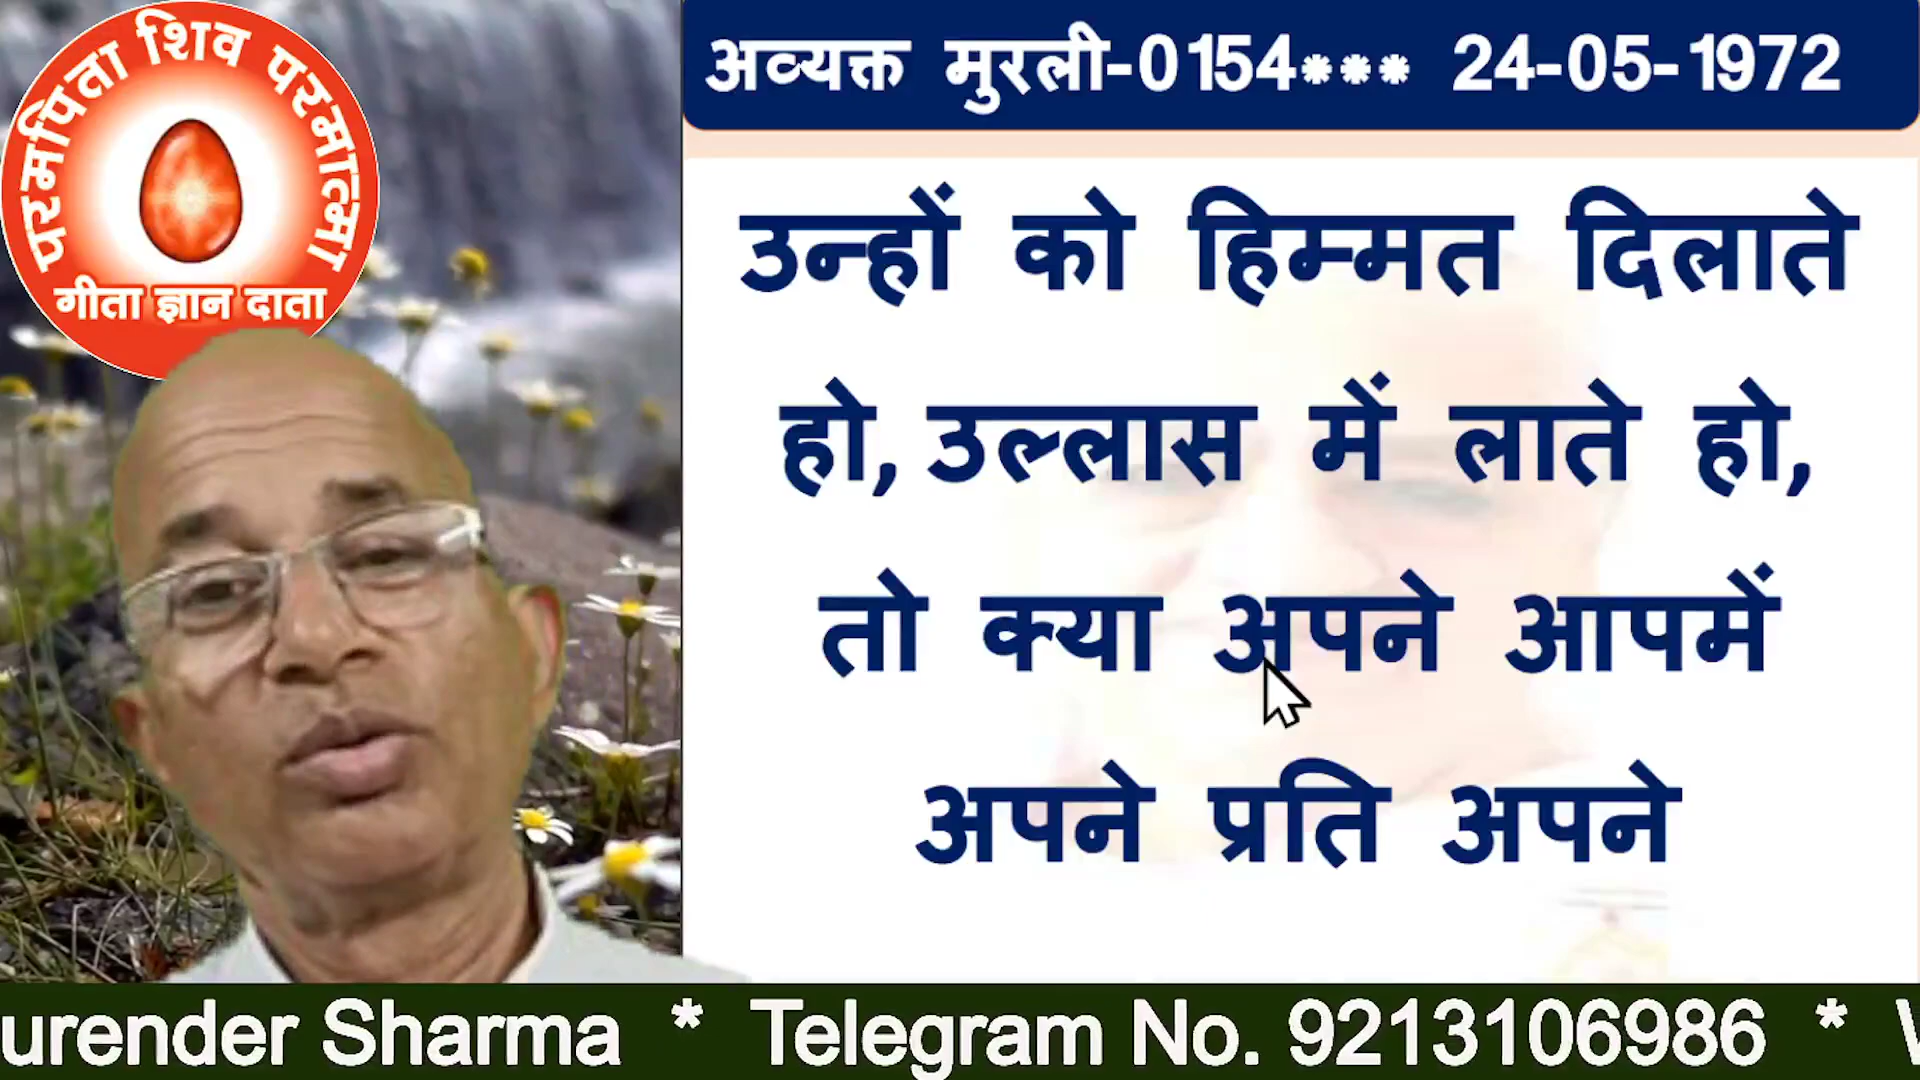 परमपिता शिव परमात्मा
गीता ज्ञान दाता
अव्यक्त मुरली-0154*** 24-05-1972
उन्हों को हिम्मत दिलाते
हो, उल्लास में लाते हो,
तो क्या अपने आपमें
अपने प्रति अपने
urender Sharma * Telegram No. 9213106986 *